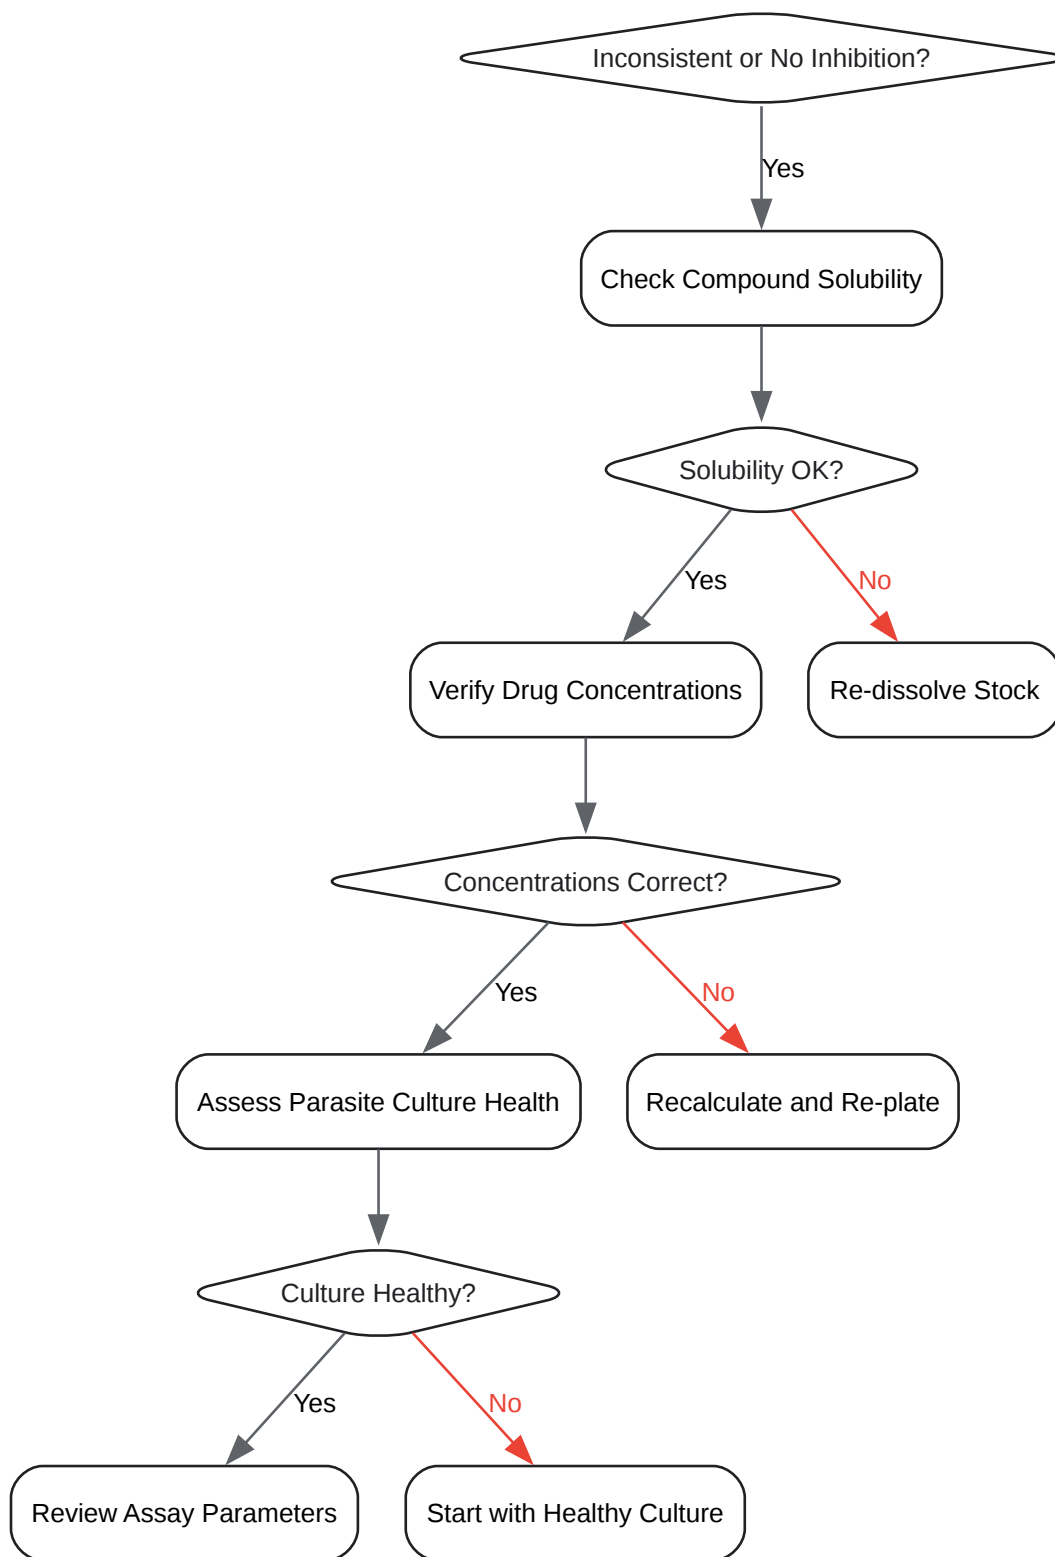 Inconsistent or No Inhibition?
Yes
Check Compound Solubility
Solubility OK?
Yes
No
Verify Drug Concentrations
Re-dissolve Stock
Concentrations Correct?
Yes
No
Assess Parasite Culture Health
Recalculate and Re-plate
Culture Healthy?
Yes
No
Review Assay Parameters
Start with Healthy Culture